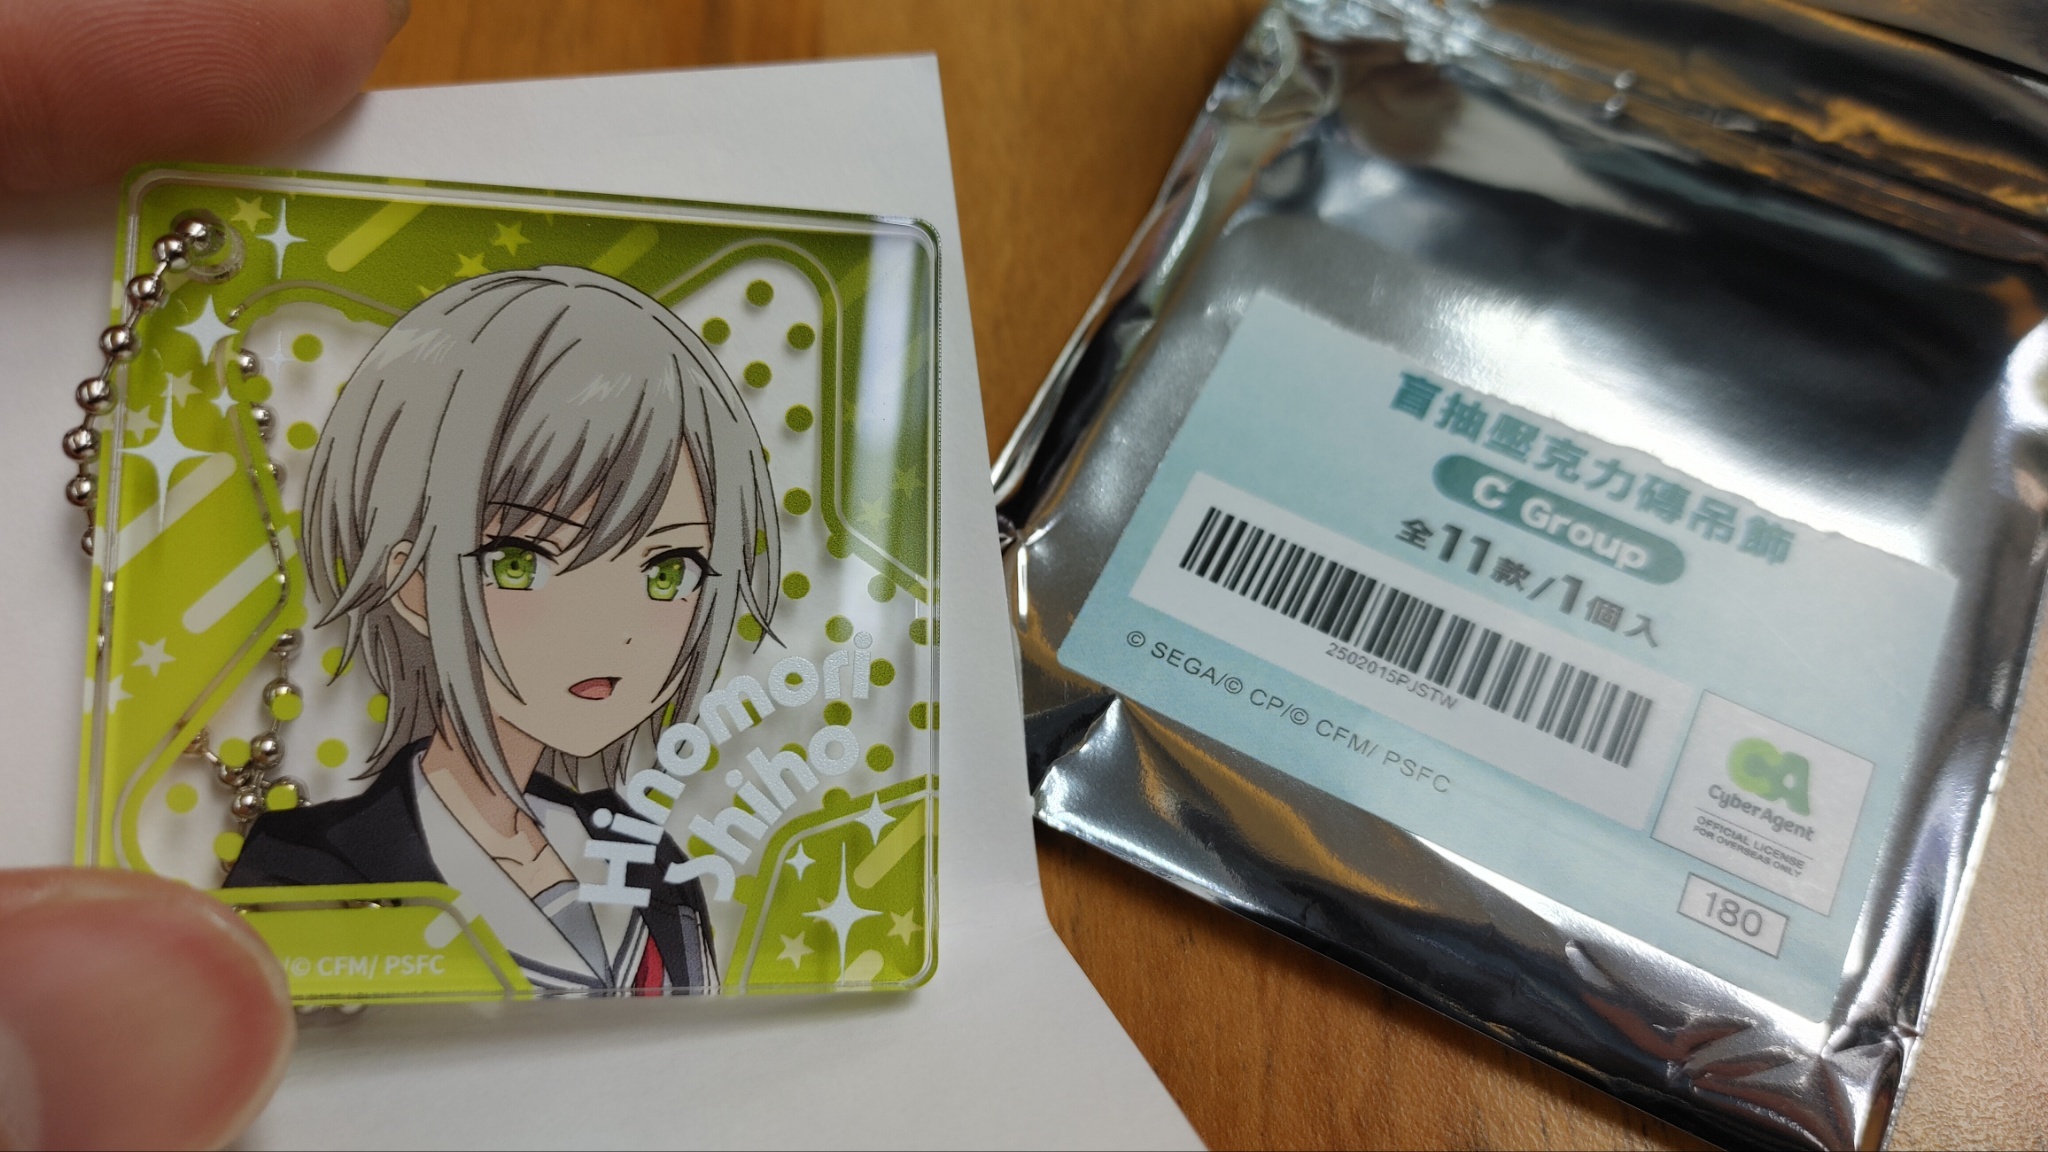 Hinomori
Shiho
/© CFM/ PSFC
盲抽壓克力磚吊飾
C Group
全11款/1個入
2502015PJSTW
© SEGA/© CP/© CFM/ PSFC
CA
CyberAgent
OFFICIAL LICENSE
FOR OVERSEAS ONLY
180